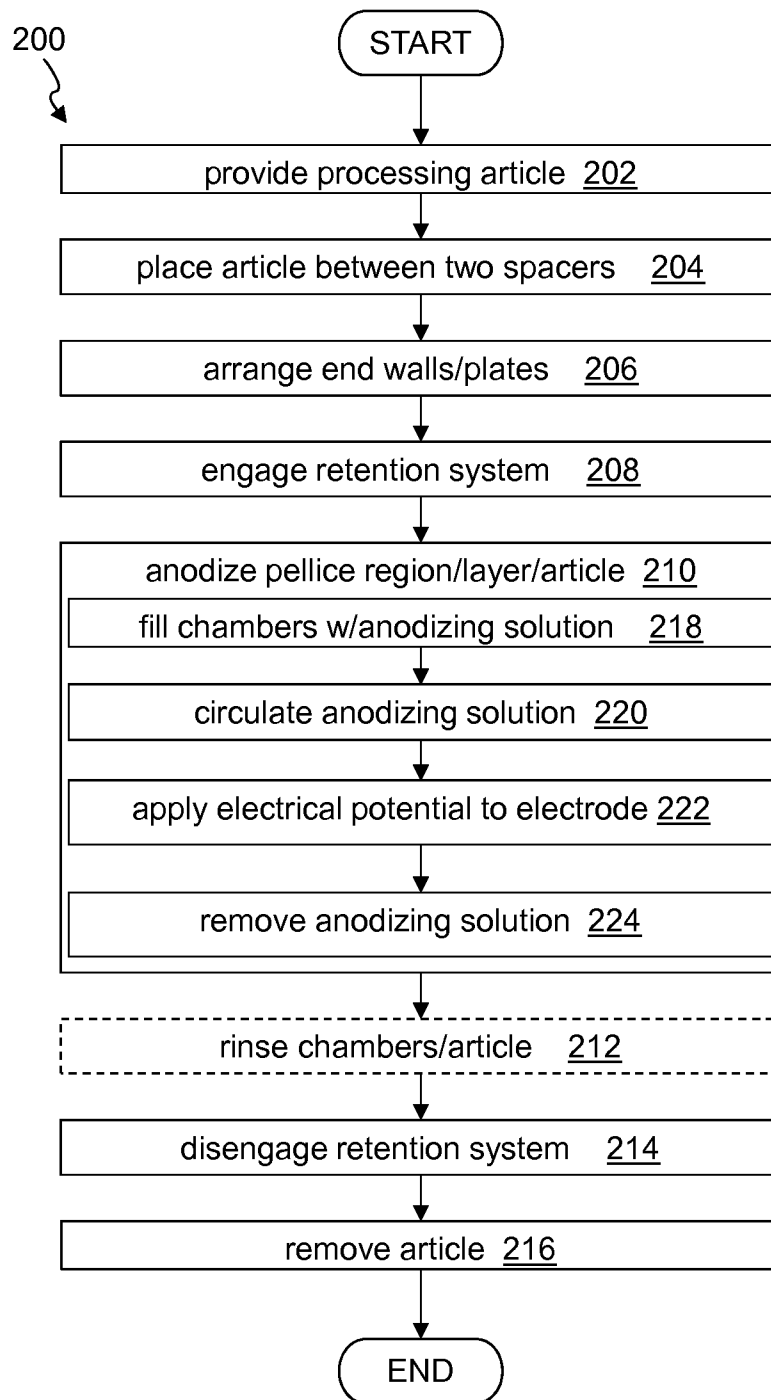 200
START
provide processing article 202
place article between two spacers 204
arrange end walls/plates 206
engage retention system 208
anodize pellice region/layer/article 210
fill chambers w/anodizing solution 218
circulate anodizing solution 220
apply electrical potential to electrode 222
remove anodizing solution 224
rinse chambers/article 212
disengage retention system 214
remove article 216
END